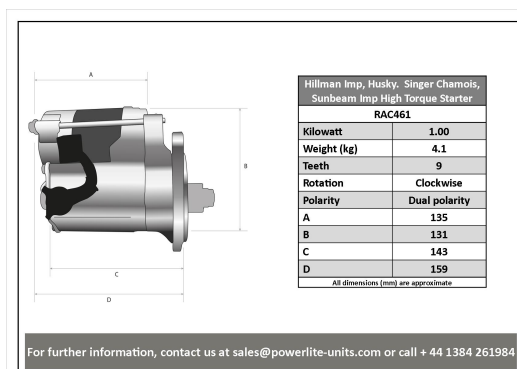 A
B
C
D
Hillman Imp, Husky.  Singer Chamois,
Sunbeam Imp High Torque Starter
RAC461
Kilowatt 1.00
Weight (kg) 4.1
Teeth 9
Rotation Clockwise
Polarity Dual polarity
A 135
B 131
C 143
D 159
All dimensions (mm) are approximate
For further information, contact us at sales@powerlite-units.com or call + 44 1384 261984